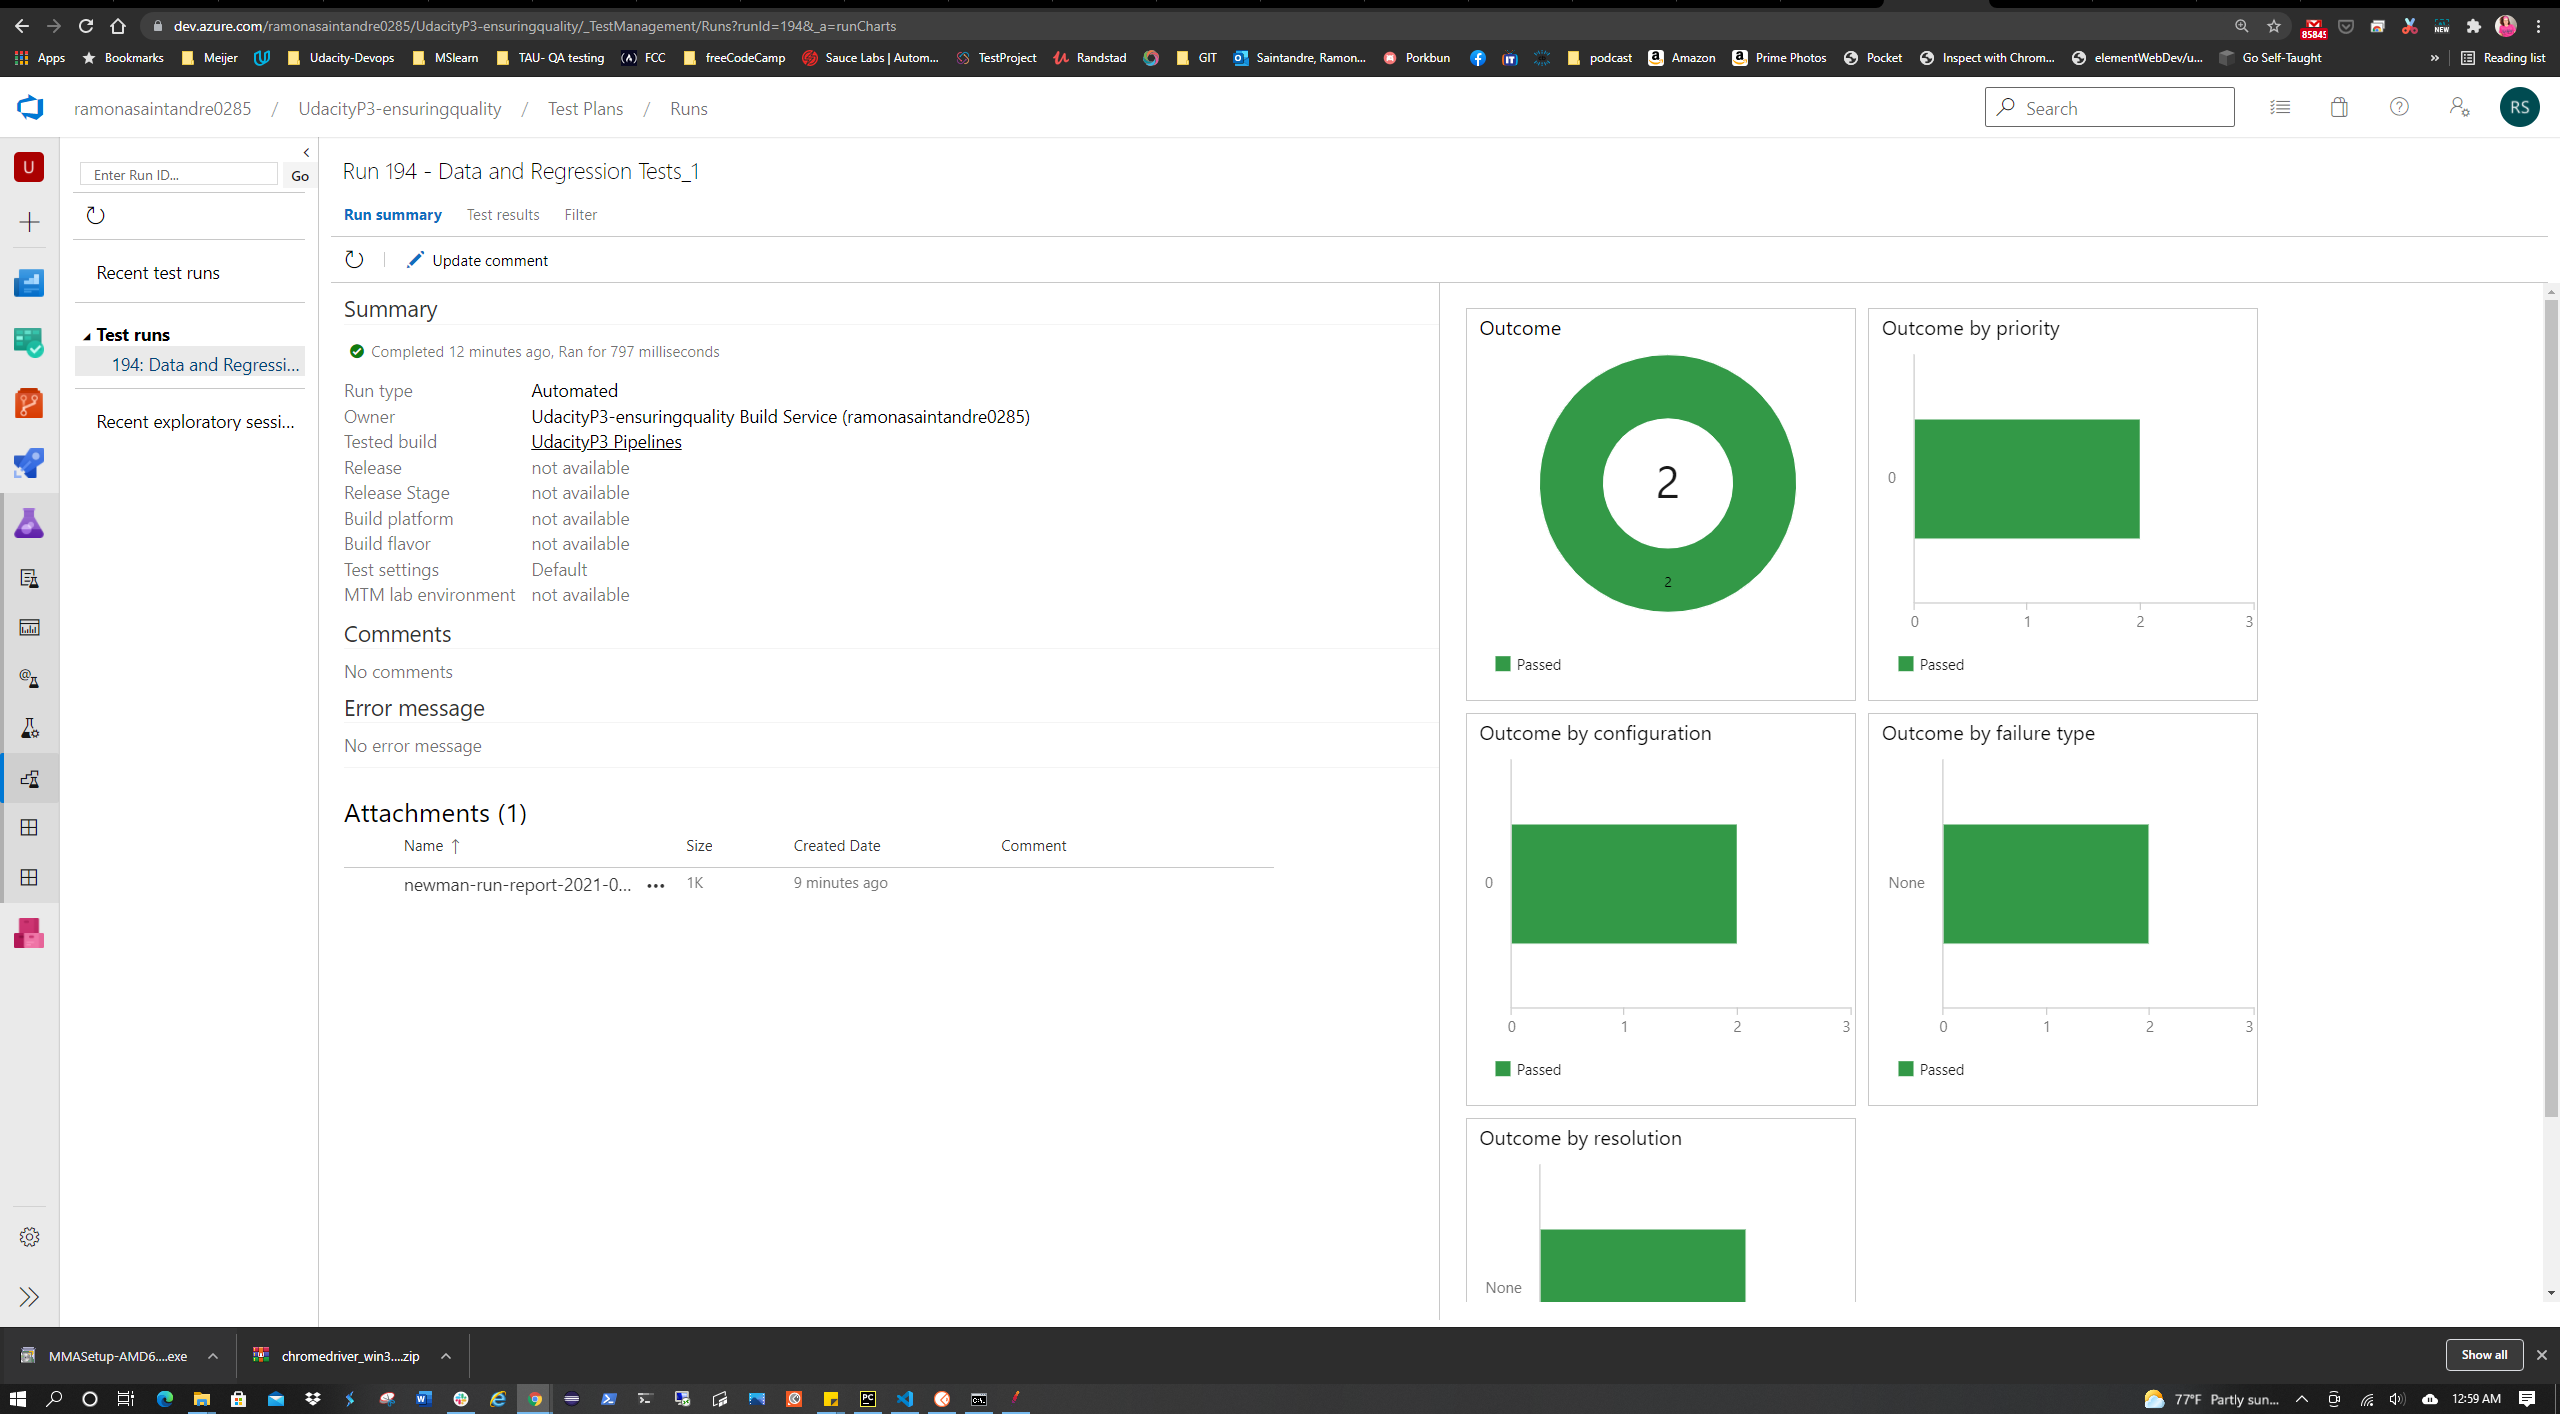 dev.azure.com/ramonasaintandre0285/UdacityP3-ensuringquality/_TestManagement/Runs?runId=194&_a=runCharts
85845
NEW
Apps Bookmarks Meijer Udacity-Devops MSlearn TAU- QA testing FCC freeCodeCamp Sauce Labs | Autom... TestProject Randstad GIT Saintandre, Ramon... Porkbun podcast Amazon Prime Photos Pocket Inspect with Chrom... elementWebDev/u... Go Self-Taught » Reading list
ramonasaintandre0285 / UdacityP3-ensuringquality / Test Plans / Runs
Search
RS
U
Enter Run ID...
Go
Recent test runs
Test runs
194: Data and Regressi...
Recent exploratory sessi...
Run 194 - Data and Regression Tests_1
Run summary Test results Filter
Update comment
Summary
Completed 12 minutes ago, Ran for 797 milliseconds
Run type Automated
Owner UdacityP3-ensuringquality Build Service (ramonasaintandre0285)
Tested build UdacityP3 Pipelines
Release not available
Release Stage not available
Build platform not available
Build flavor not available
Test settings Default
MTM lab environment not available
Comments
No comments
Error message
No error message
Attachments (1)
Name ↑ Size Created Date Comment
newman-run-report-2021-0... ••• 1K 9 minutes ago
Outcome
2
2
Passed
Outcome by priority
0
0 1 2 3
Passed
Outcome by configuration
0
0 1 2 3
Passed
Outcome by failure type
None
0 1 2 3
Passed
Outcome by resolution
None
MMASetup-AMD6....exe
chromedriver_win3....zip
Show all
77°F Partly sun...
12:59 AM